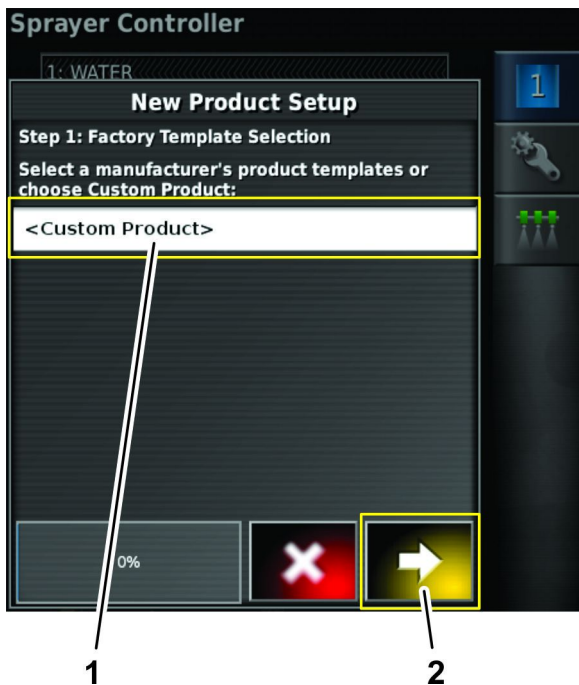 Sprayer Controller
1: WATER
1
New Product Setup
Step 1: Factory Template Selection
Select a manufacturer's product templates or
choose Custom Product:
<Custom Product>
0%
1
2